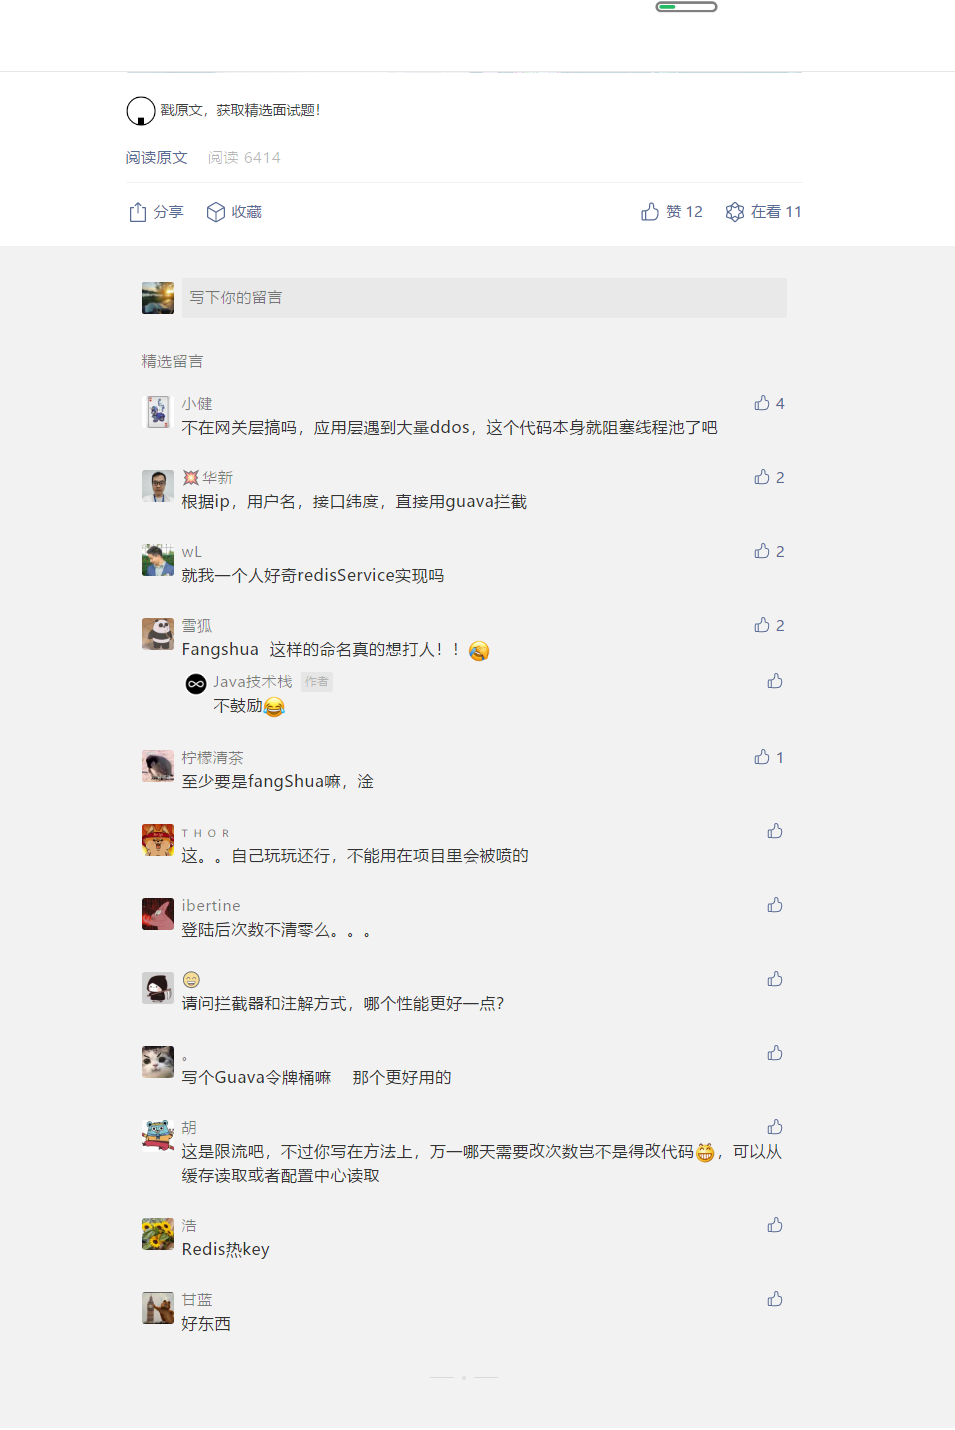 戳原文，获取精选面试题！
阅读原文 阅读 6414
分享 收藏 赞 12 在看 11
写下你的留言
精选留言
小健 4
不在网关层搞吗，应用层遇到大量ddos，这个代码本身就阻塞线程池了吧
💥华新 2
根据ip，用户名，接口纬度，直接用guava拦截
wL 2
就我一个人好奇redisService实现吗
雪狐 2
Fangshua 这样的命名真的想打人！！
Java技术栈 作者
不鼓励😂
柠檬清茶 1
至少要是fangShua嘛，淦
ᴛ ʜ ᴏ ʀ
这。。自己玩玩还行，不能用在项目里会被喷的
ibertine
登陆后次数不清零么。。。
😄
请问拦截器和注解方式，哪个性能更好一点？
。
写个Guava令牌桶嘛 那个更好用的
胡
这是限流吧，不过你写在方法上，万一哪天需要改次数岂不是得改代码😁，可以从
缓存读取或者配置中心读取
浩
Redis热key
甘蓝
好东西